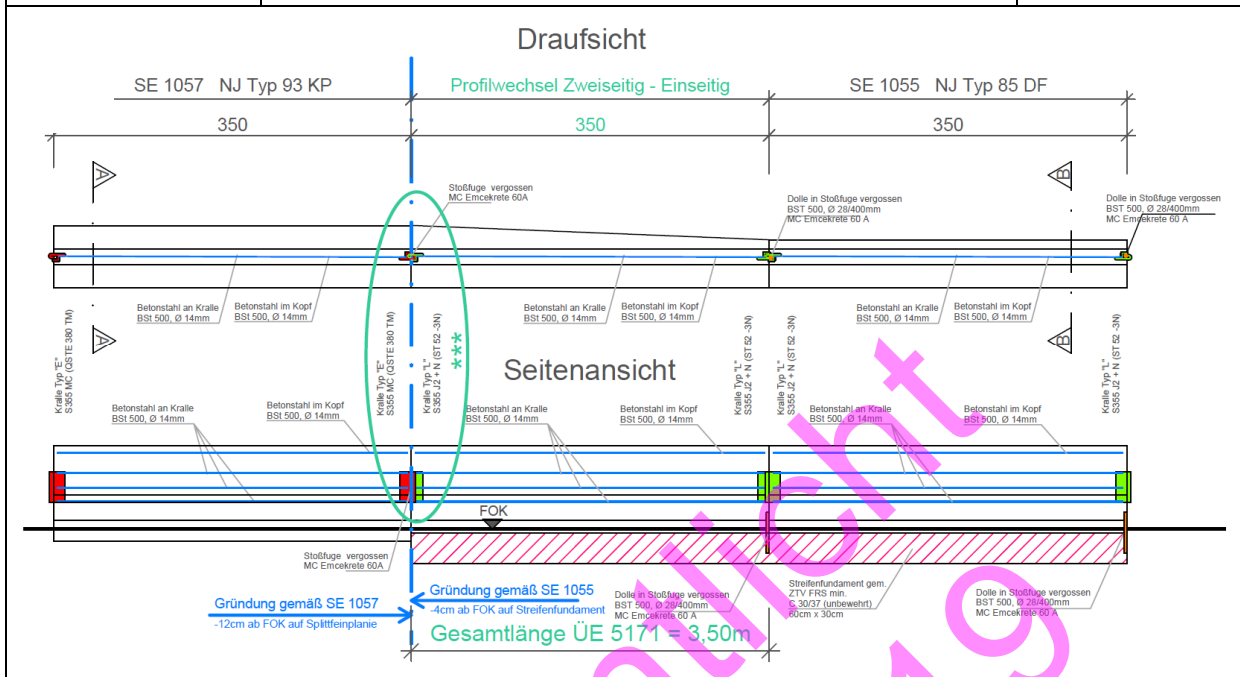 Draufsicht
SE 1057 NJ Typ 93 KP
Profilwechsel Zweiseitig - Einseitig
SE 1055 NJ Typ 85 DF
350
350
350
A
B
Stoßfuge vergossen
MC Emcekrete 60A
Dolle in Stoßfuge vergossen
BST 500, Ø 28/400mm
MC Emcekrete 60 A
Dolle in Stoßfuge vergossen
BST 500, Ø 28/400mm
MC Emcekrete 60 A
Betonstahl an Kralle
BSt 500, Ø 14mm
Betonstahl im Kopf
BSt 500, Ø 14mm
Betonstahl an Kralle
BSt 500, Ø 14mm
Betonstahl im Kopf
BSt 500, Ø 14mm
Betonstahl an Kralle
BSt 500, Ø 14mm
Betonstahl im Kopf
BSt 500, Ø 14mm
A
B
Kralle Typ "E"
S355 MC (QSTE 380 TM)
Kralle Typ "E"
S355 MC (QSTE 380 TM)
Kralle Typ "L"
S355 J2 + N (ST 52 -3N)
***
Kralle Typ "L"
S355 J2 + N (ST 52 -3N)
Kralle Typ "L"
S355 J2 + N (ST 52 -3N)
Kralle Typ "L"
S355 J2 + N (ST 52 -3N)
Seitenansicht
Betonstahl an Kralle
BSt 500, Ø 14mm
Betonstahl im Kopf
BSt 500, Ø 14mm
Betonstahl an Kralle
BSt 500, Ø 14mm
Betonstahl im Kopf
BSt 500, Ø 14mm
Betonstahl an Kralle
BSt 500, Ø 14mm
Betonstahl im Kopf
BSt 500, Ø 14mm
FOK
Stoßfuge vergossen
MC Emcekrete 60A
Gründung gemäß SE 1057
-12cm ab FOK auf Splittfeinplanie
Gründung gemäß SE 1055
-4cm ab FOK auf Streifenfundament
Dolle in Stoßfuge vergossen
BST 500, Ø 28/400mm
MC Emcekrete 60 A
Streifenfundament gem.
ZTV FRS min.
C 30/37 (unbewehrt)
60cm x 30cm
Dolle in Stoßfuge vergossen
BST 500, Ø 28/400mm
MC Emcekrete 60 A
Gesamtlänge ÜE 5171 = 3,50m